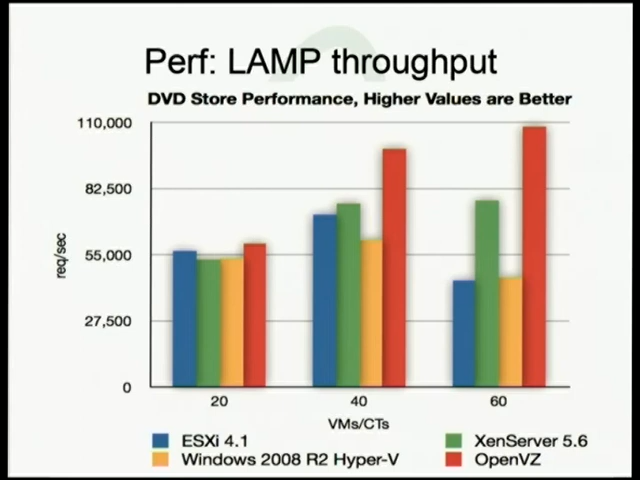 Perf: LAMP throughput
DVD Store Performance, Higher Values are Better
110,000
82,500
55,000
27,500
0
req/sec
20 40 60
VMs/CTs
ESXi 4.1 XenServer 5.6
Windows 2008 R2 Hyper-V OpenVZ